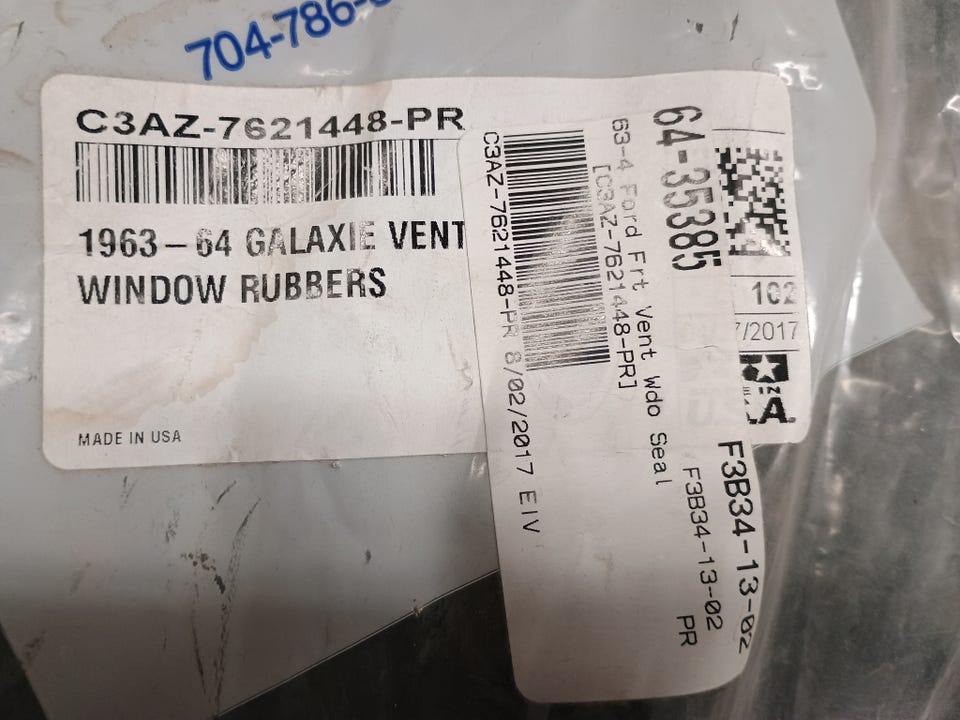 704-786-
C3AZ-7621448-PR
1963-64 GALAXIE VENT
WINDOW RUBBERS
MADE IN USA
C3AZ-7621448-PR 8/02/2017 EIV
[C3AZ-7621448-PR]
63-4 Ford Frt Vent Wdo Seal
64-35385
F3B34-13-02
PR
F3B34-13-02
102
7/2017